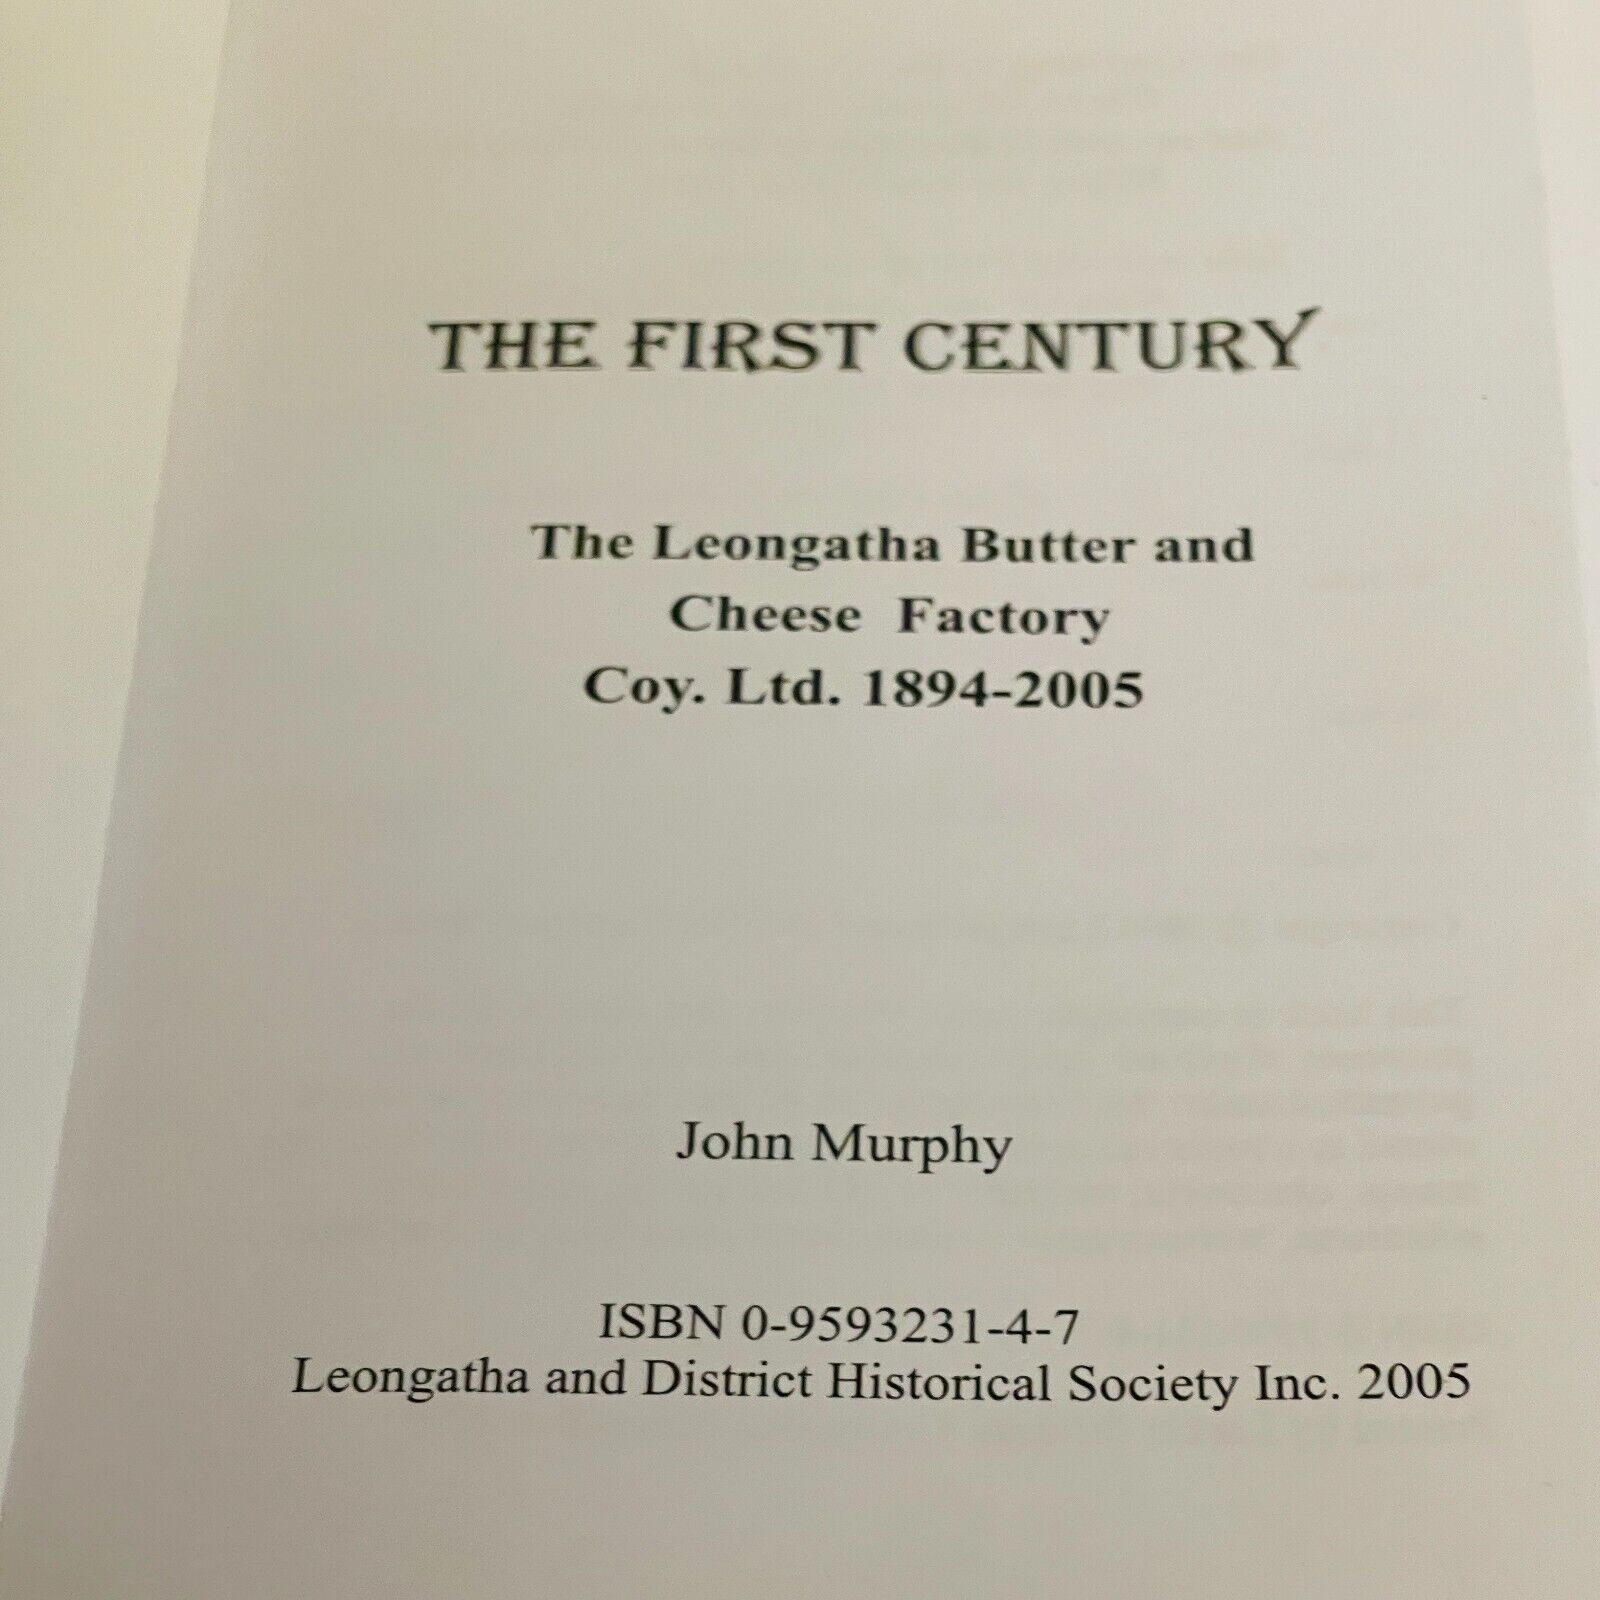 THE FIRST CENTURY
The Leongatha Butter and
Cheese Factory
Coy. Ltd. 1894-2005
John Murphy
ISBN 0-9593231-4-7
Leongatha and District Historical Society Inc. 2005